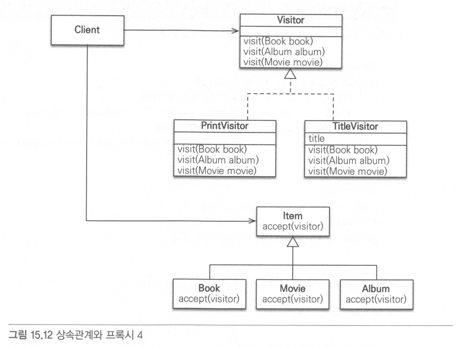 Client
Visitor
visit(Book book)
visit(Album album)
visit(Movie movie)
PrintVisitor
visit(Book book)
visit(Album album)
visit(Movie movie)
TitleVisitor
title
visit(Book book)
visit(Album album)
visit(Movie movie)
Item
accept(visitor)
Book
accept(visitor)
Movie
accept(visitor)
Album
accept(visitor)
그림 15.12 상속관계와 프록시 4